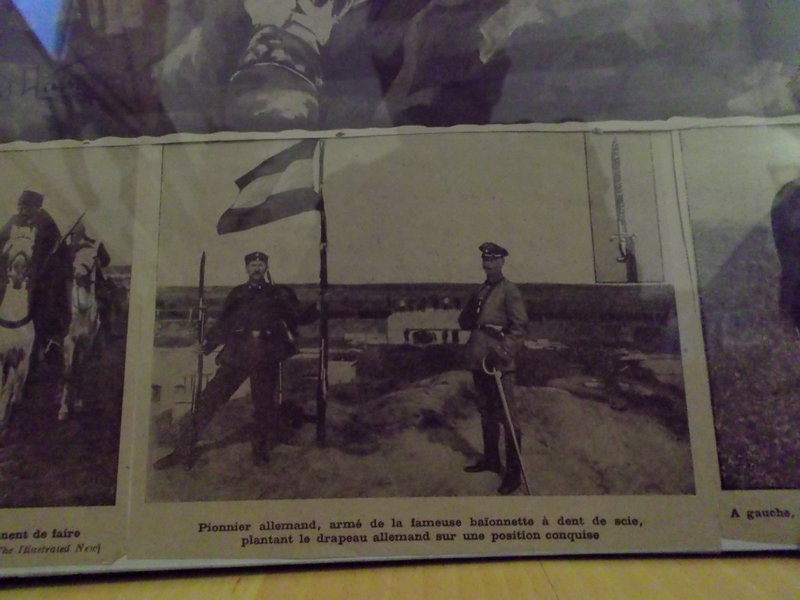 nent de faire
The Illustrated New
Pionnier allemand, armé de la fameuse baïonnette à dent de scie,
plantant le drapeau allemand sur une position conquise
A gauche,